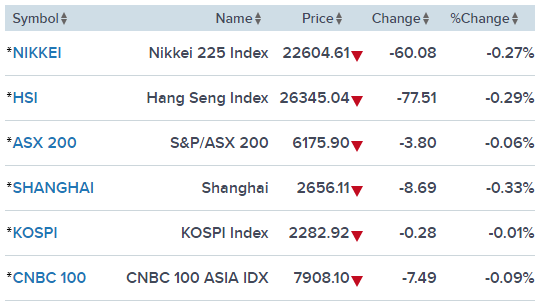 Symbol Name Price Change %Change
*NIKKEI Nikkei 225 Index 22604.61 -60.08 -0.27%
*HSI Hang Seng Index 26345.04 -77.51 -0.29%
*ASX 200 S&P/ASX 200 6175.90 -3.80 -0.06%
*SHANGHAI Shanghai 2656.11 -8.69 -0.33%
*KOSPI KOSPI Index 2282.92 -0.28 -0.01%
*CNBC 100 CNBC 100 ASIA IDX 7908.10 -7.49 -0.09%